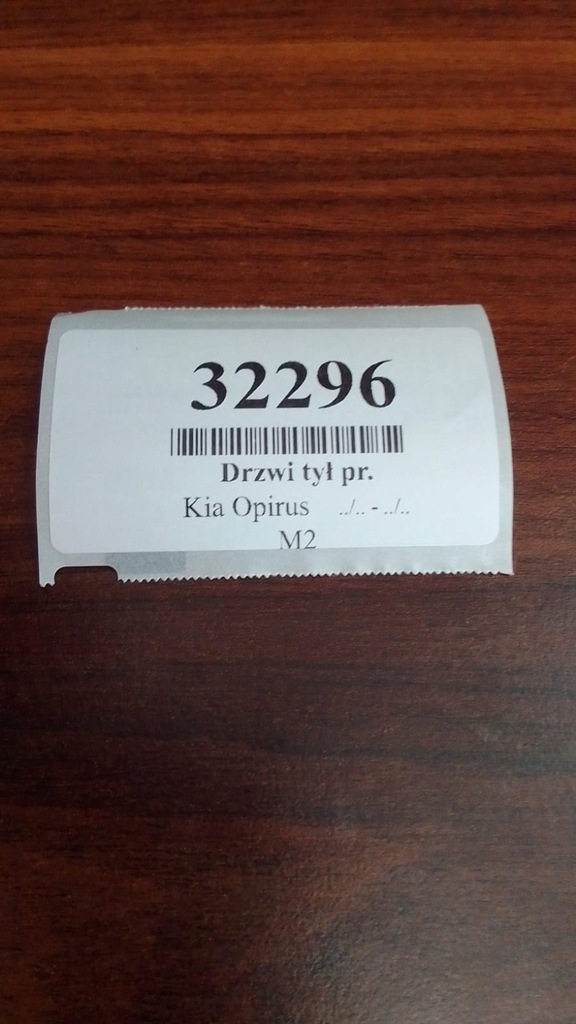 32296
Drzwi tył pr.
Kia Opirus ../.. - ../..
M2